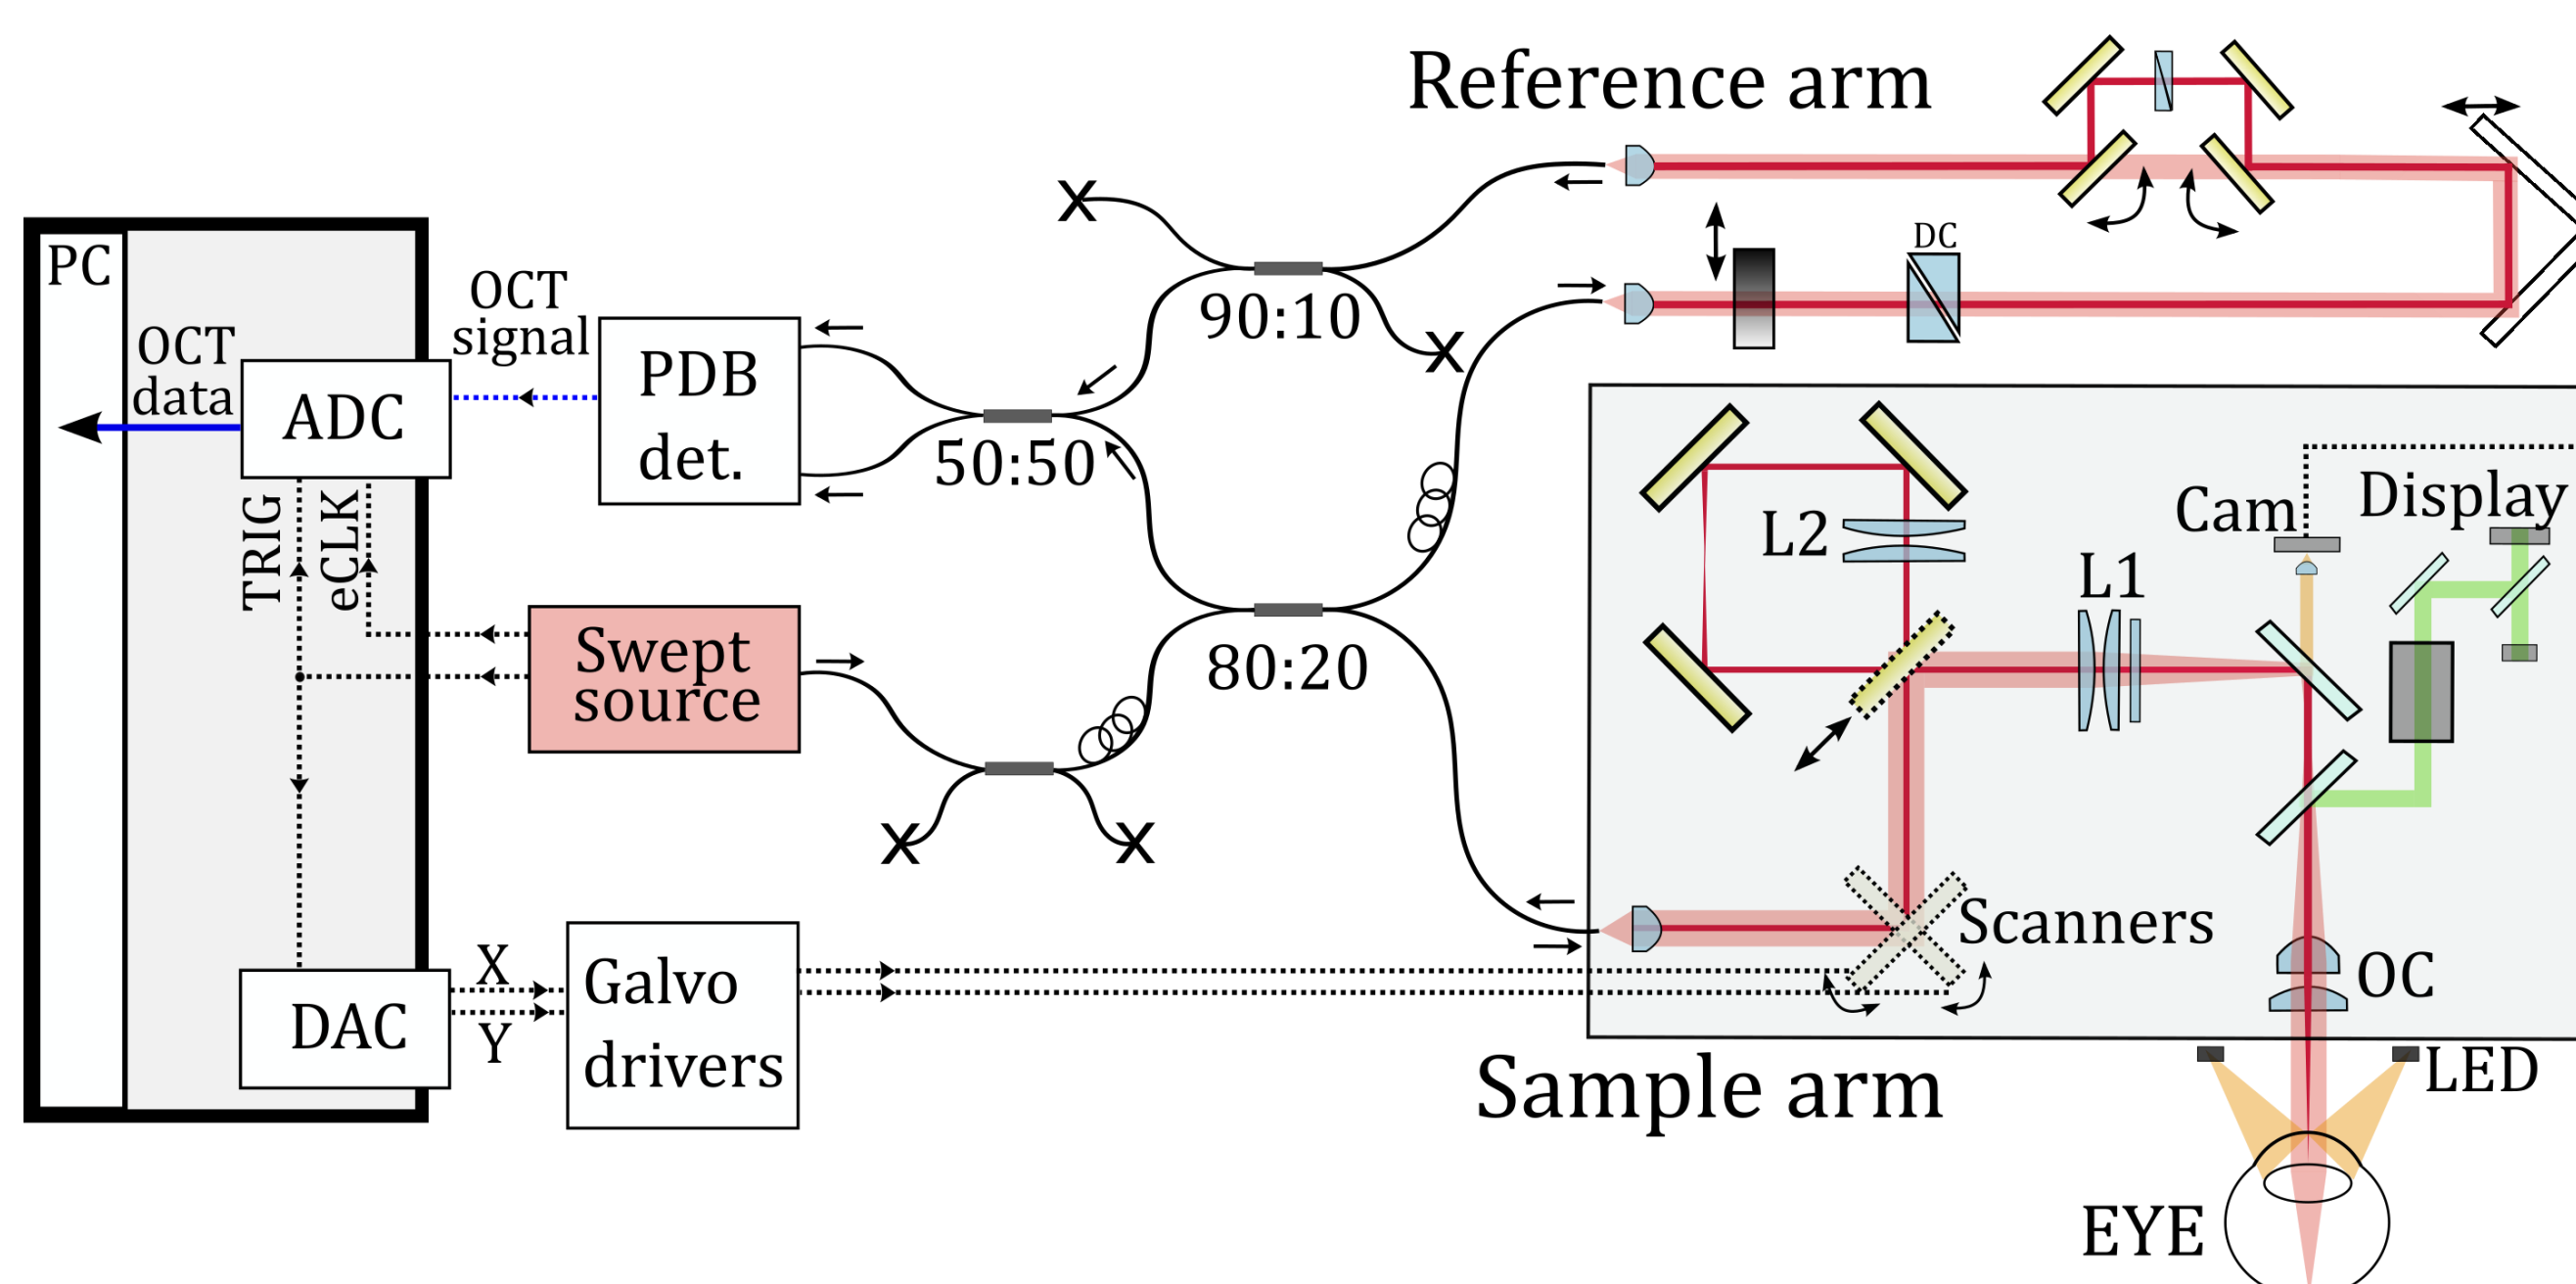 Reference arm
X
PC
OCT
signal
OCT
data
ADC
PDB
det.
90:10
X
DC
50:50
TRIG
eCLK
Swept
source
80:20
X
X
L2
L1
Cam
Display
Scanners
OC
X
Y
DAC
Galvo
drivers
Sample arm
LED
EYE